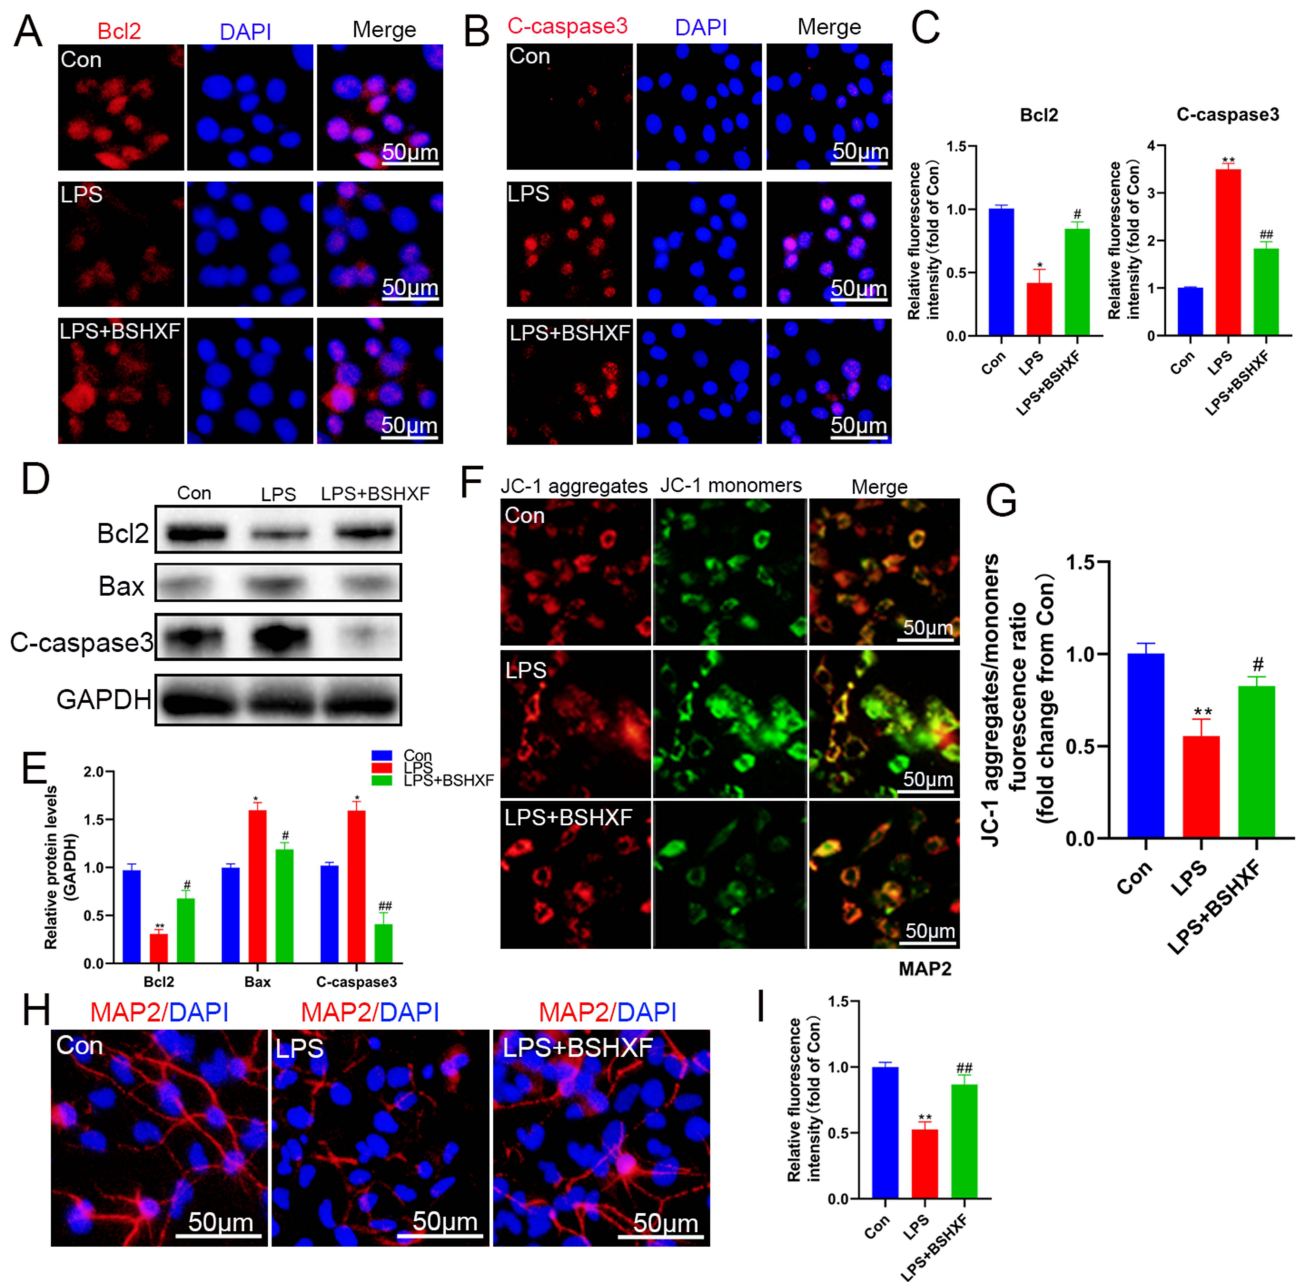 A
Bcl2 DAPI Merge
Con
50μm
LPS
50μm
LPS+BSHXF
50μm
B
C-caspase3 DAPI Merge
Con
50μm
LPS
50μm
LPS+BSHXF
50μm
C
Bcl2
Relative fluorescence
intensity(fold of Con)
1.5
1.0
0.5
0.0
*
#
Con
LPS
LPS+BSHXF
C-caspase3
Relative fluorescence
intensity(fold of Con)
4
3
2
1
0
**
##
Con
LPS
LPS+BSHXF
D
Con LPS LPS+BSHXF
Bcl2
Bax
C-caspase3
GAPDH
E
Con
LPS
LPS+BSHXF
Relative protein levels
(GAPDH)
2.0
1.5
1.0
0.5
0.0
**
#
*
#
*
##
Bcl2 Bax C-caspase3
F
JC-1 aggregates JC-1 monomers Merge
Con
50μm
LPS
50μm
LPS+BSHXF
50μm
G
JC-1 aggregates/mononers
fuorescence ratio
(fold change from Con)
1.5
1.0
0.5
0.0
**
#
Con
LPS
LPS+BSHXF
H
MAP2/DAPI MAP2/DAPI MAP2/DAPI
Con LPS LPS+BSHXF
50μm 50μm 50μm
I
MAP2
Relative fluorescence
intensity(fold of Con)
1.5
1.0
0.5
0.0
**
##
Con
LPS
LPS+BSHXF